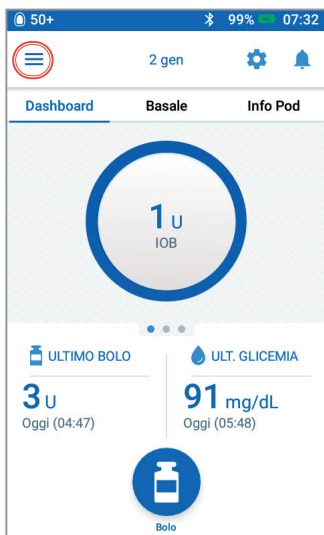 50+ 99% 07:32
2 gen
Dashboard Basale Info Pod
1 U
IOB
ULTIMO BOLO ULT. GLICEMIA
3 U 91 mg/dL
Oggi (04:47) Oggi (05:48)
Bolo